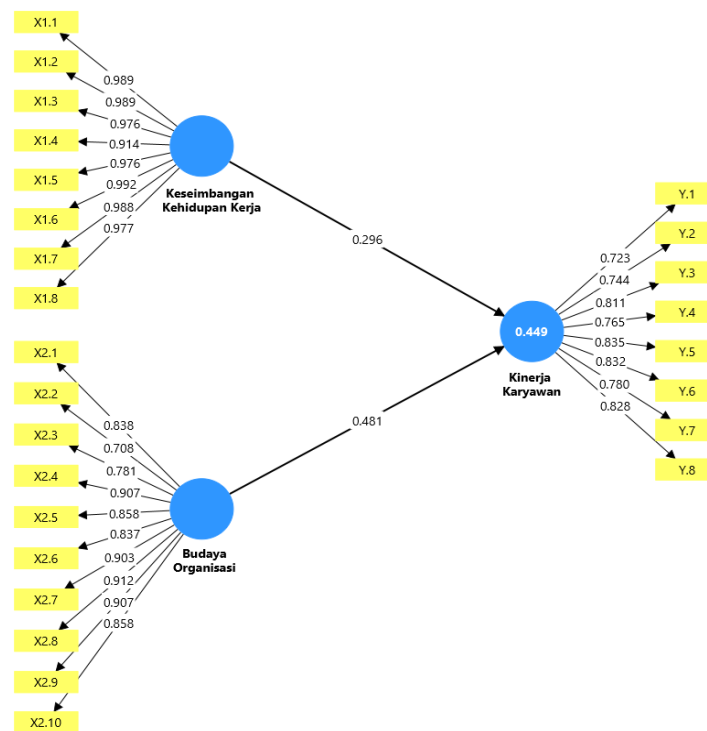 X1.1
X1.2
X1.3
X1.4
X1.5
X1.6
X1.7
X1.8
0.989
0.989
0.976
0.914
0.976
0.992
0.988
0.977
Keseimbangan
Kehidupan Kerja
0.296
X2.1
X2.2
X2.3
X2.4
X2.5
X2.6
X2.7
X2.8
X2.9
X2.10
0.838
0.708
0.781
0.907
0.858
0.837
0.903
0.912
0.907
0.858
Budaya
Organisasi
0.481
0.449
Kinerja
Karyawan
0.723
0.744
0.811
0.765
0.835
0.832
0.780
0.828
Y.1
Y.2
Y.3
Y.4
Y.5
Y.6
Y.7
Y.8